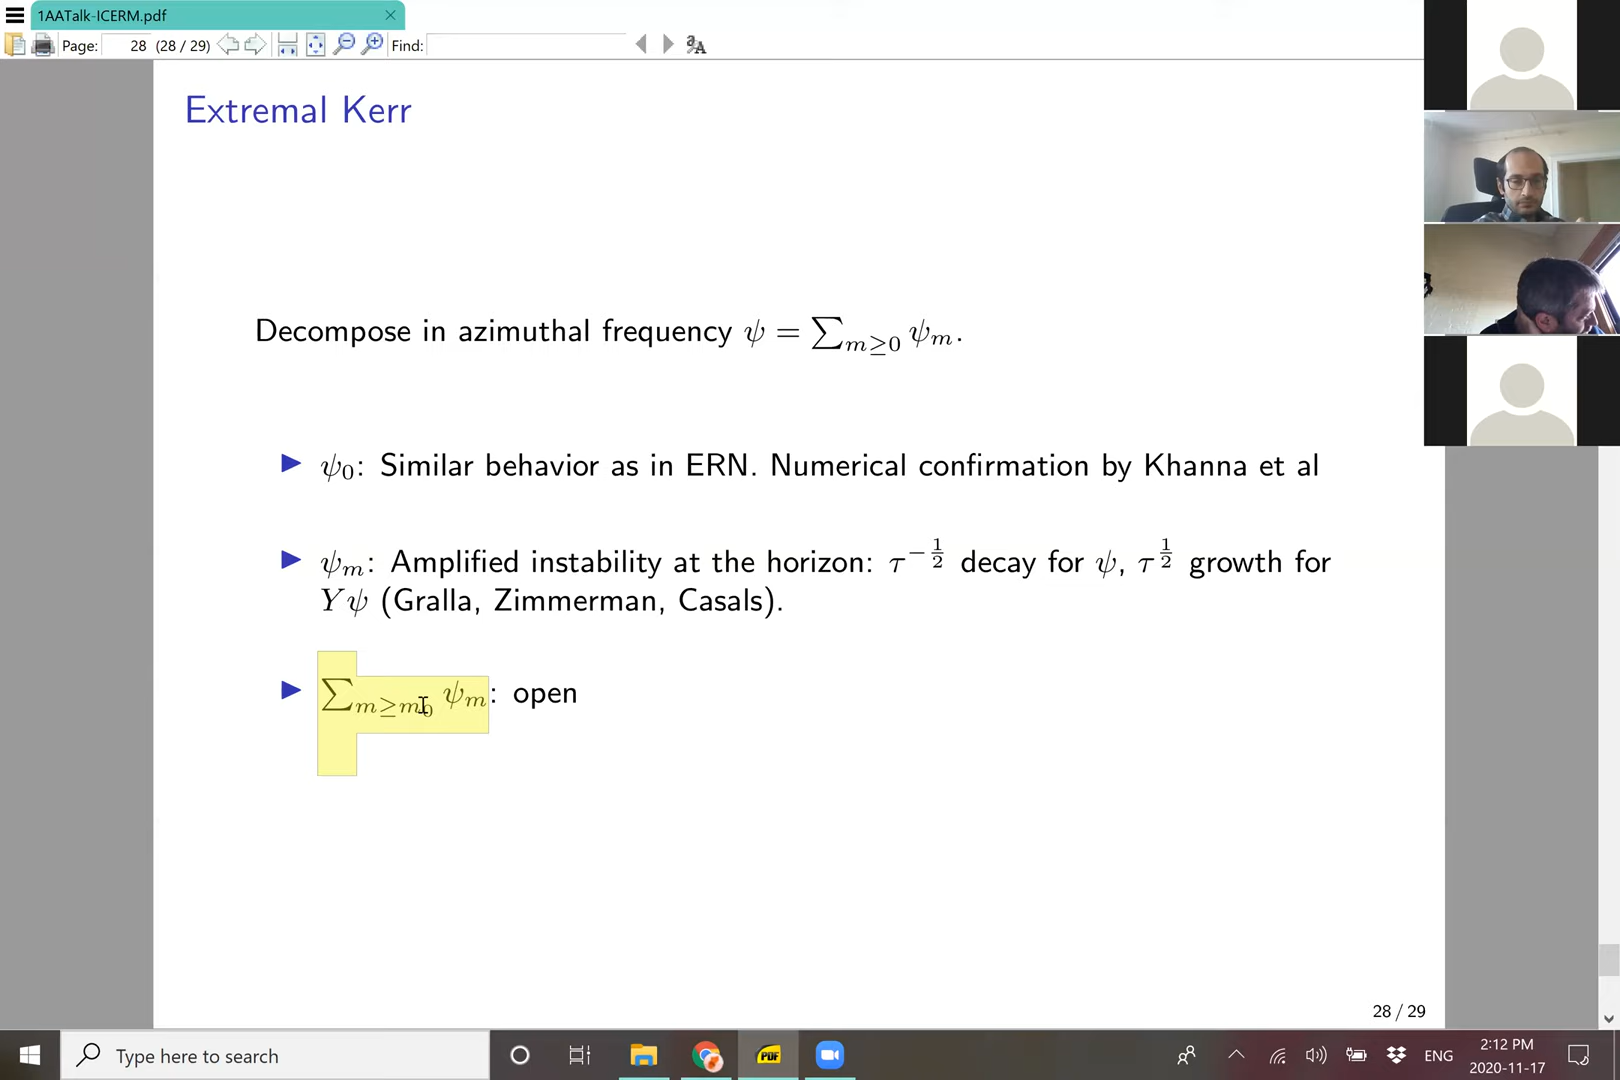 1AATalk-ICERM.pdf
Page: 28 (28 / 29) Find:
Extremal Kerr
Decompose in azimuthal frequency ψ = ∑_{m≥0} ψ_m.
▶ ψ_0: Similar behavior as in ERN. Numerical confirmation by Khanna et al
▶ ψ_m: Amplified instability at the horizon: τ^{-1/2} decay for ψ, τ^{1/2} growth for
Yψ (Gralla, Zimmerman, Casals).
▶ ∑_{m≥m_0} ψ_m: open
28 / 29
Type here to search
ENG
2:12 PM
2020-11-17